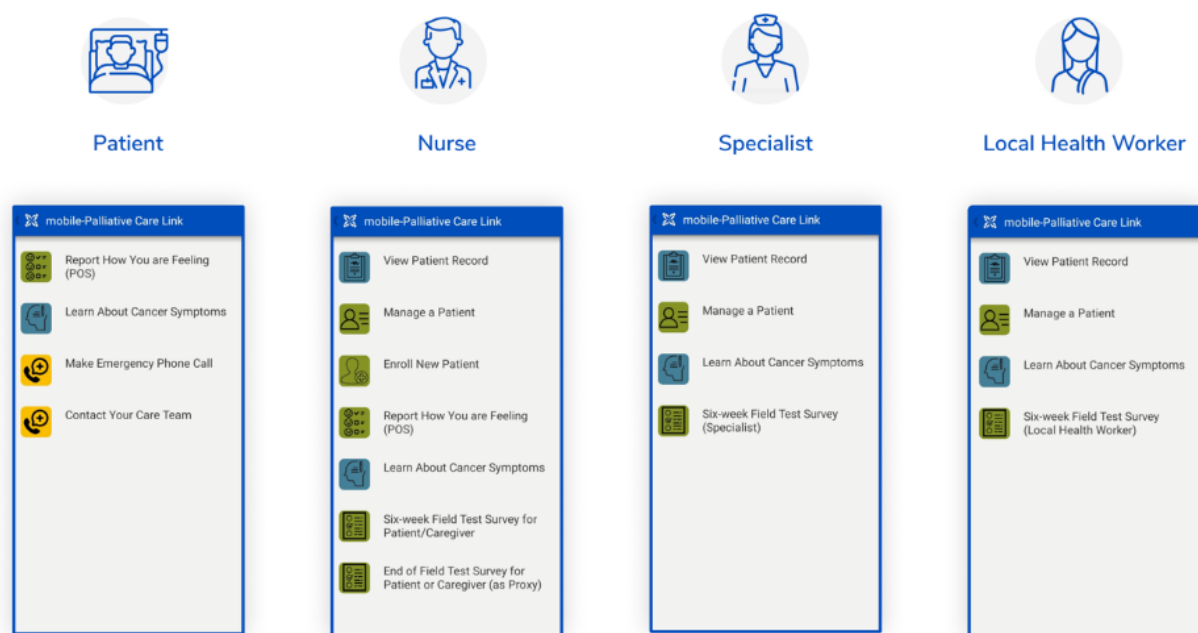 Patient
Nurse
Specialist
Local Health Worker
mobile-Palliative Care Link
Report How You are Feeling
(POS)
Learn About Cancer Symptoms
Make Emergency Phone Call
Contact Your Care Team
mobile-Palliative Care Link
View Patient Record
Manage a Patient
Enroll New Patient
Report How You are Feeling
(POS)
Learn About Cancer Symptoms
Six-week Field Test Survey for
Patient/Caregiver
End of Field Test Survey for
Patient or Caregiver (as Proxy)
mobile-Palliative Care Link
View Patient Record
Manage a Patient
Learn About Cancer Symptoms
Six-week Field Test Survey
(Specialist)
mobile-Palliative Care Link
View Patient Record
Manage a Patient
Learn About Cancer Symptoms
Six-week Field Test Survey
(Local Health Worker)